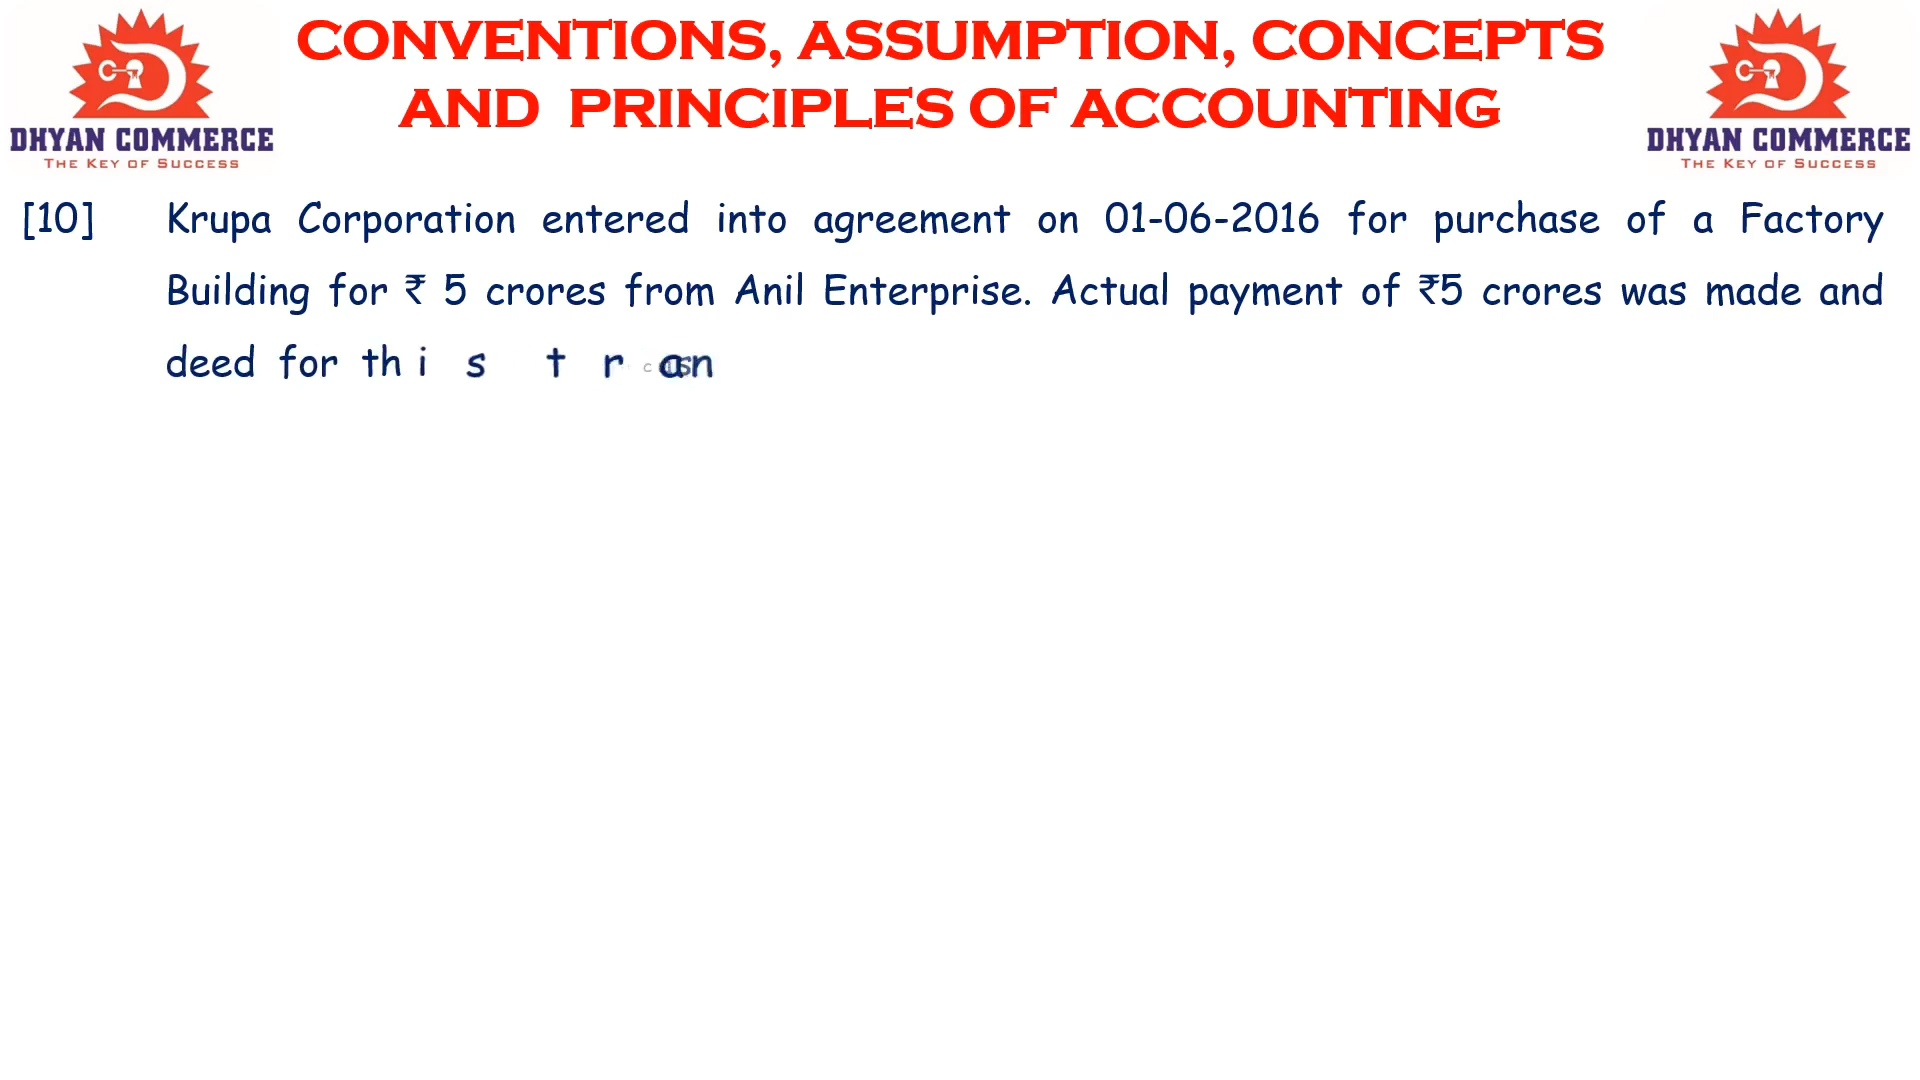 CONVENTIONS, ASSUMPTION, CONCEPTS
AND PRINCIPLES OF ACCOUNTING
DHYAN COMMERCE
THE KEY OF SUCCESS
DHYAN COMMERCE
THE KEY OF SUCCESS
[10] Krupa Corporation entered into agreement on 01-06-2016 for purchase of a Factory
Building for ₹ 5 crores from Anil Enterprise. Actual payment of ₹5 crores was made and
deed for this